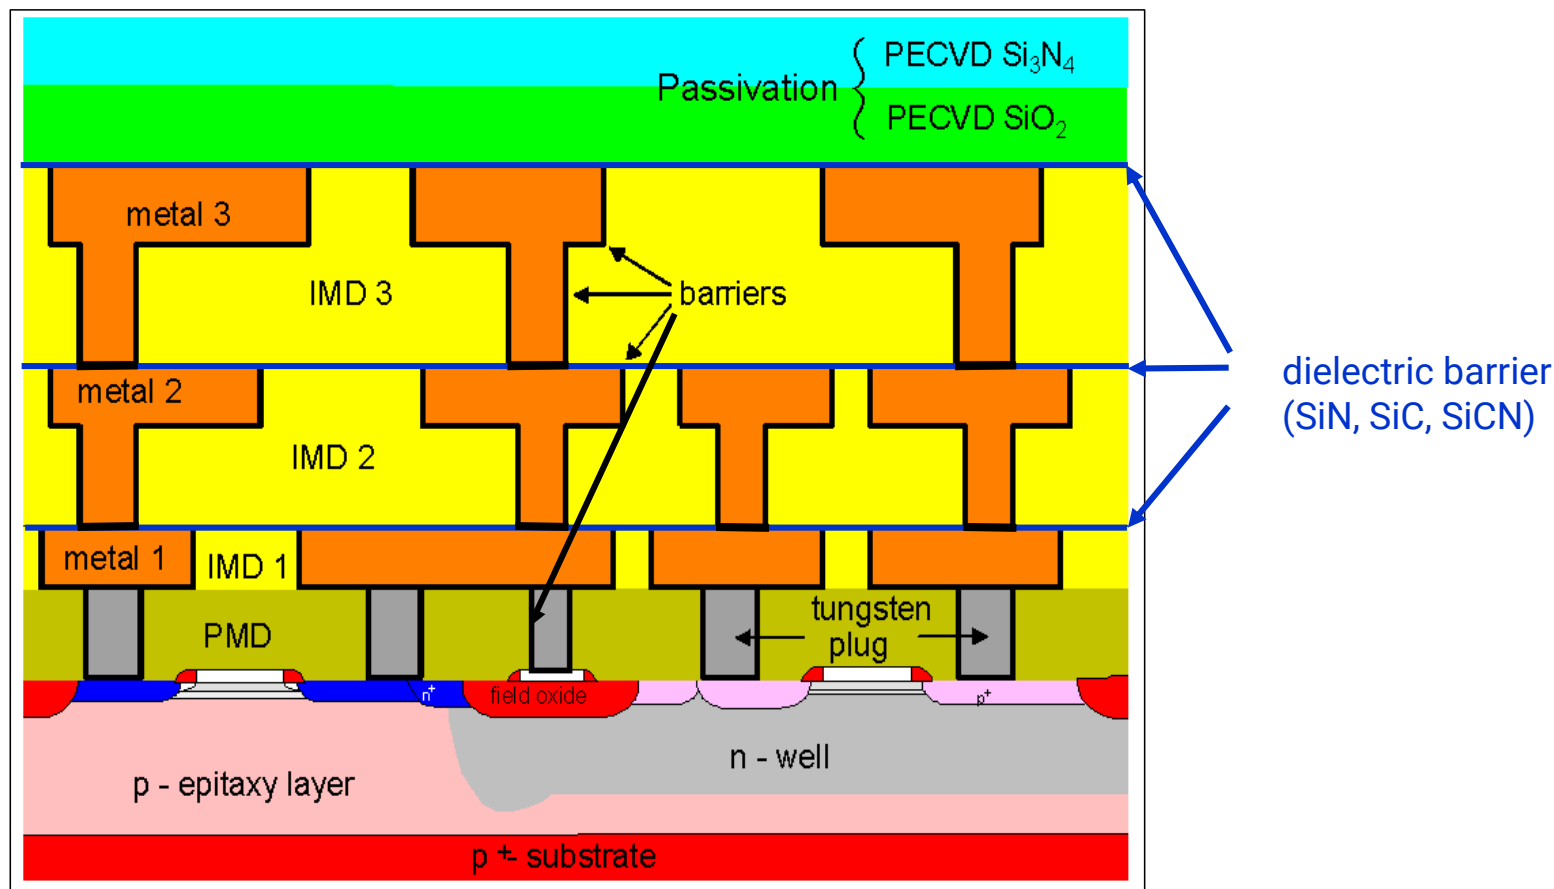 PECVD Si₃N₄
Passivation
PECVD SiO₂
metal 3
IMD 3
barriers
dielectric barrier
(SiN, SiC, SiCN)
metal 2
IMD 2
metal 1
IMD 1
tungsten
plug
PMD
n⁺
field oxide
p⁺
n - well
p - epitaxy layer
p +- substrate